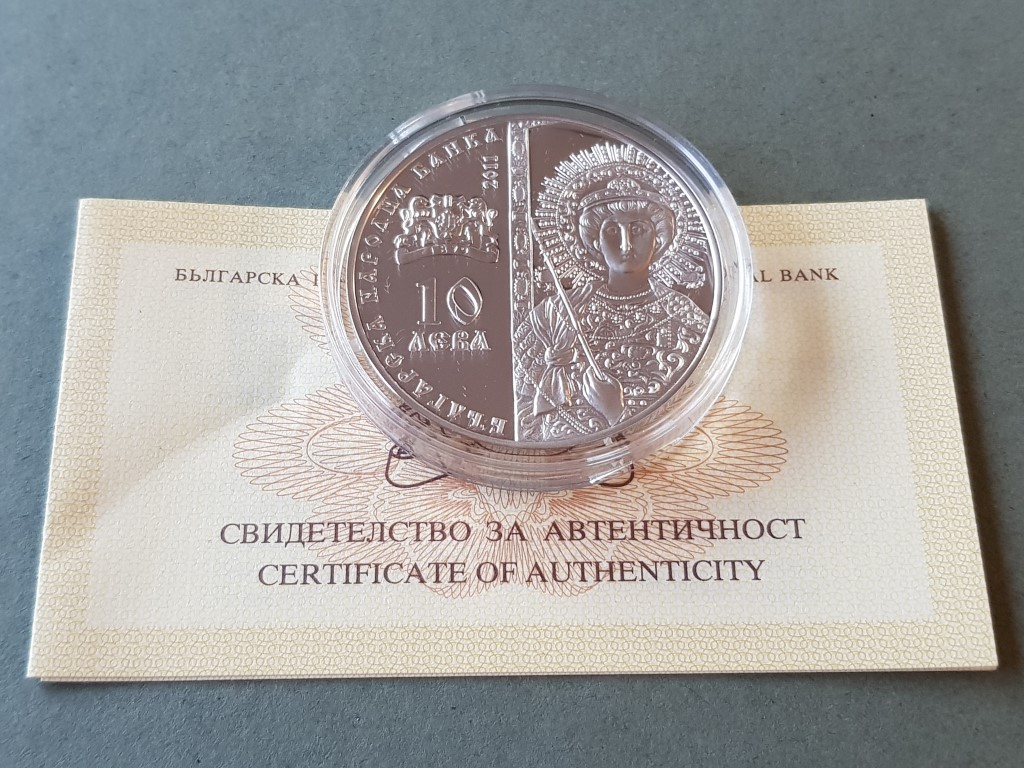 БЪЛГАРСКА НАРОДНА БАНКА
2011
10
ЛЕВА
БЪЛГАРСКА
BANK
СВИДЕТЕЛСТВО ЗА АВТЕНТИЧНОСТ
CERTIFICATE OF AUTHENTICITY